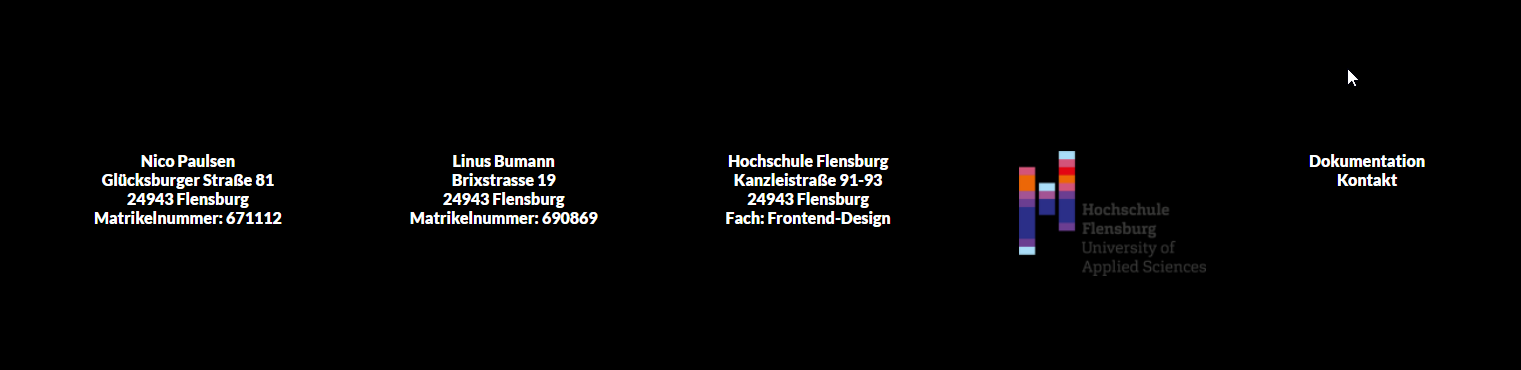 Nico Paulsen
Glücksburger Straße 81
24943 Flensburg
Matrikelnummer: 671112
Linus Bumann
Brixstrasse 19
24943 Flensburg
Matrikelnummer: 690869
Hochschule Flensburg
Kanzleistraße 91-93
24943 Flensburg
Fach: Frontend-Design
Hochschule
Flensburg
University of
Applied Sciences
Dokumentation
Kontakt